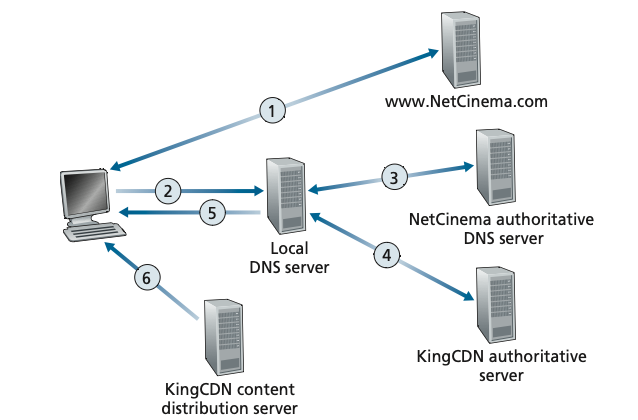 1
www.NetCinema.com
2
3
5
NetCinema authoritative
DNS server
Local
DNS server
4
6
KingCDN authoritative
server
KingCDN content
distribution server